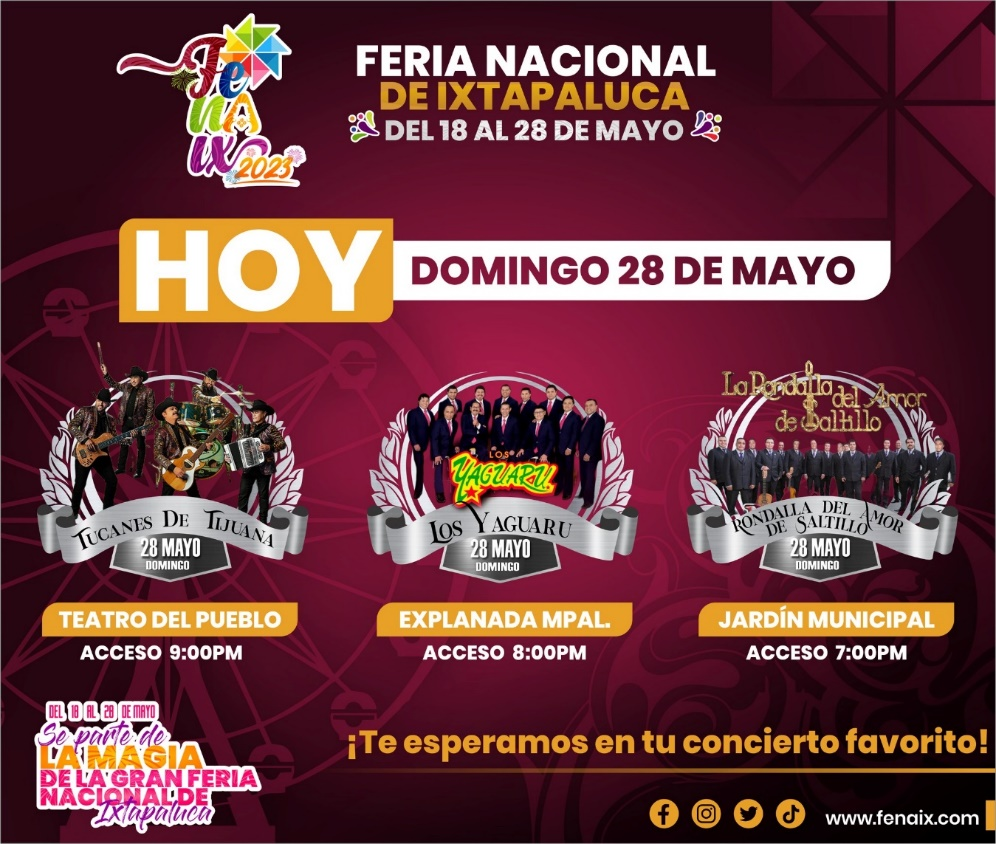 Fe
NA
IX
2023
FERIA NACIONAL
DE IXTAPALUCA
DEL 18 AL 28 DE MAYO
HOY
DOMINGO 28 DE MAYO
TUCANES DE TIJUANA
28 MAYO
DOMINGO
TEATRO DEL PUEBLO
ACCESO 9:00PM
LOS
YAGUARU
LOS YAGUARU
28 MAYO
DOMINGO
EXPLANADA MPAL.
ACCESO 8:00PM
La Rondalla
del Amor
de Saltillo
RONDALLA DEL AMOR
DE SALTILLO
28 MAYO
DOMINGO
JARDÍN MUNICIPAL
ACCESO 7:00PM
DEL 18 AL 28 DE MAYO
Se parte de
LA MAGIA
DE LA GRAN FERIA
NACIONAL DE
Ixtapaluca
¡Te esperamos en tu concierto favorito!
www.fenaix.com